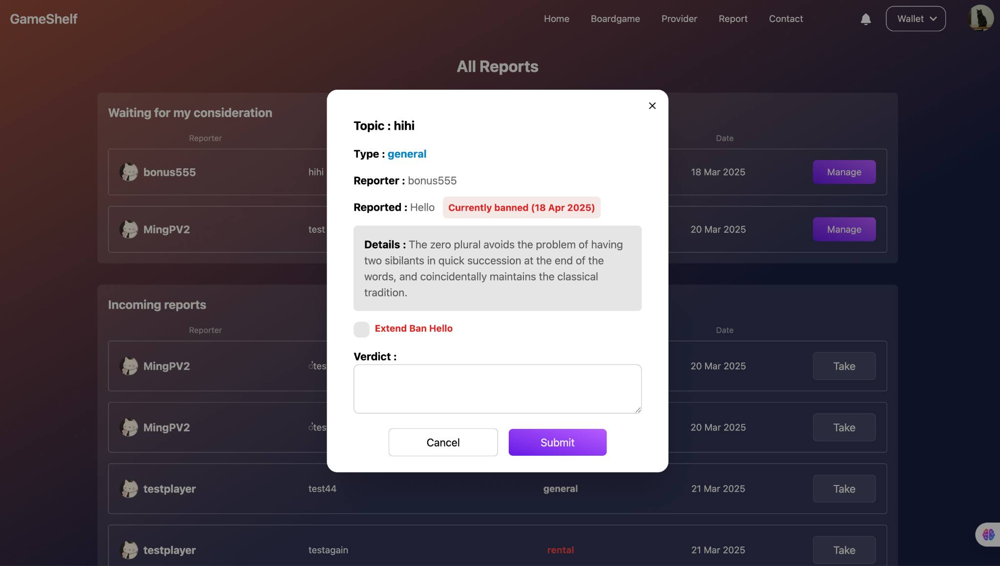 GameShelf
Home Boardgame Provider Report Contact Wallet
All Reports
Waiting for my consideration
Reporter Date
bonus555 hihi 18 Mar 2025 Manage
MingPV2 test 20 Mar 2025 Manage
Topic : hihi
Type : general
Reporter : bonus555
Reported : Hello Currently banned (18 Apr 2025)
Details : The zero plural avoids the problem of having
two sibilants in quick succession at the end of the
words, and coincidentally maintains the classical
tradition.
Extend Ban Hello
Verdict :
Cancel Submit
Incoming reports
Reporter Date
MingPV2 20 Mar 2025 Take
MingPV2 20 Mar 2025 Take
testplayer test44 general 21 Mar 2025 Take
testplayer testagain rental 21 Mar 2025 Take